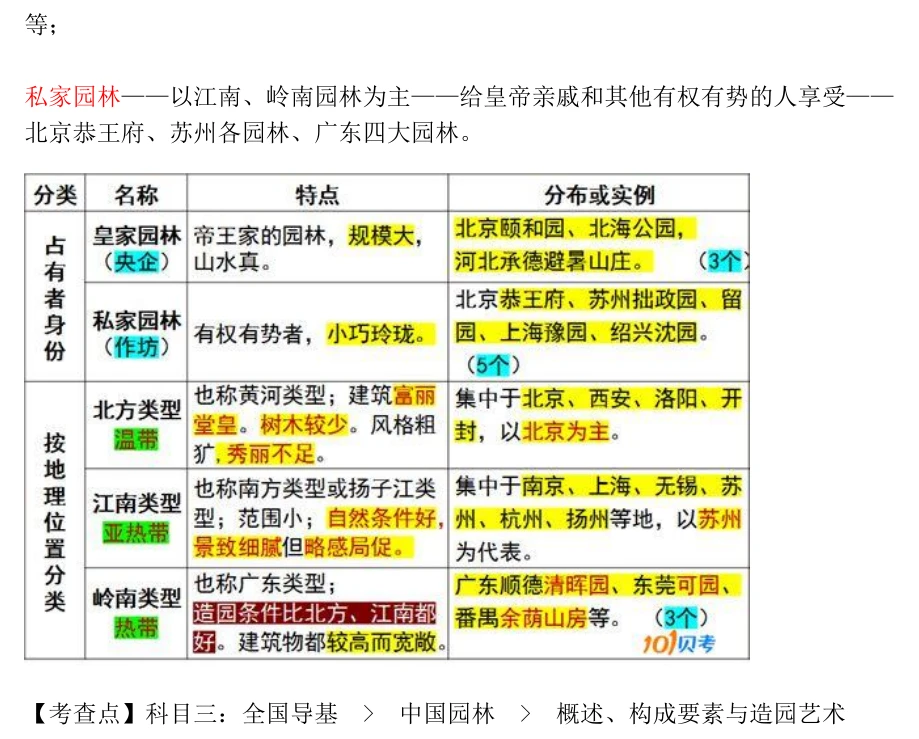 等；
私家园林——以江南、岭南园林为主——给皇帝亲戚和其他有权有势的人享受——
北京恭王府、苏州各园林、广东四大园林。
分类 名称 特点 分布或实例
占有者身份
皇家园林
（央企）
帝王家的园林，规模大，
山水真。
北京颐和园、北海公园，
河北承德避暑山庄。 （3个）
私家园林
（作坊）
有权有势者，小巧玲珑。
北京恭王府、苏州拙政园、留
园、上海豫园、绍兴沈园。
（5个）
按地理位置分类
北方类型
温带
也称黄河类型；建筑富丽
堂皇。树木较少。风格粗
犷，秀丽不足。
集中于北京、西安、洛阳、开
封，以北京为主。
江南类型
亚热带
也称南方类型或扬子江类
型；范围小；自然条件好，
景致细腻但略感局促。
集中于南京、上海、无锡、苏
州、杭州、扬州等地，以苏州
为代表。
岭南类型
热带
也称广东类型；
造园条件比北方、江南都
好。建筑物都较高而宽敞。
广东顺德清晖园、东莞可园、
番禺余荫山房等。 （3个）
101贝考
【考查点】科目三：全国导基 > 中国园林 > 概述、构成要素与造园艺术